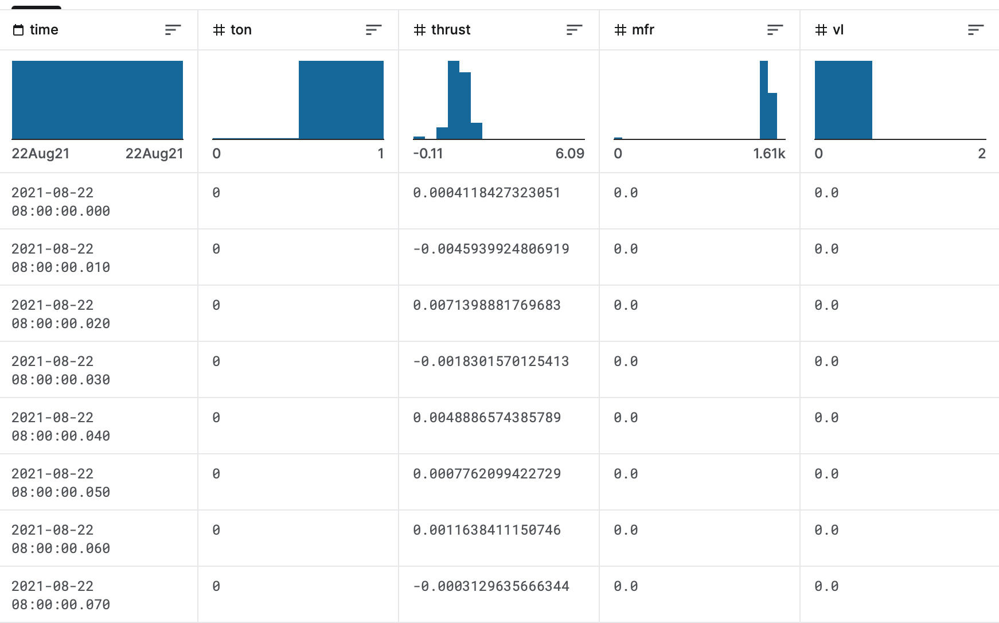 time ton thrust mfr vl
22Aug21 22Aug21 0 1 -0.11 6.09 0 1.61k 0 2
2021-08-22
08:00:00.000 0 0.0004118427323051 0.0 0.0
2021-08-22
08:00:00.010 0 -0.0045939924806919 0.0 0.0
2021-08-22
08:00:00.020 0 0.0071398881769683 0.0 0.0
2021-08-22
08:00:00.030 0 -0.0018301570125413 0.0 0.0
2021-08-22
08:00:00.040 0 0.0048886574385789 0.0 0.0
2021-08-22
08:00:00.050 0 0.0007762099422729 0.0 0.0
2021-08-22
08:00:00.060 0 0.0011638411150746 0.0 0.0
2021-08-22
08:00:00.070 0 -0.0003129635666344 0.0 0.0